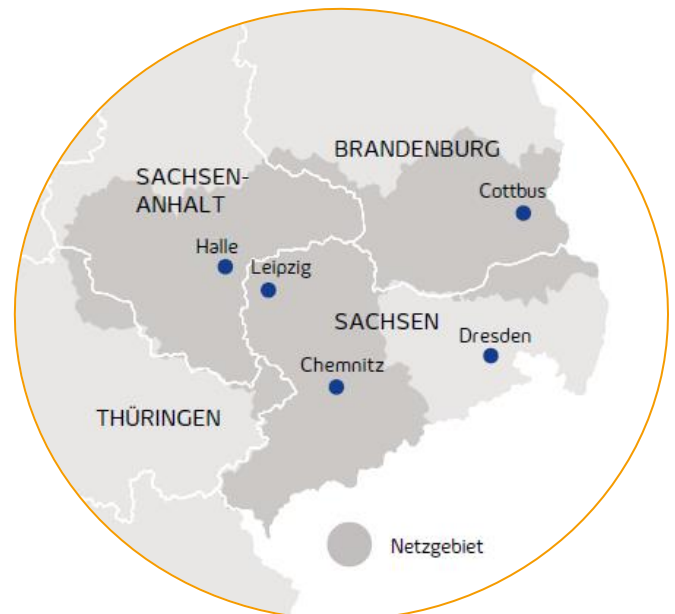 BRANDENBURG
SACHSEN-
ANHALT
Cottbus
Halle
Leipzig
SACHSEN
Dresden
Chemnitz
THÜRINGEN
Netzgebiet